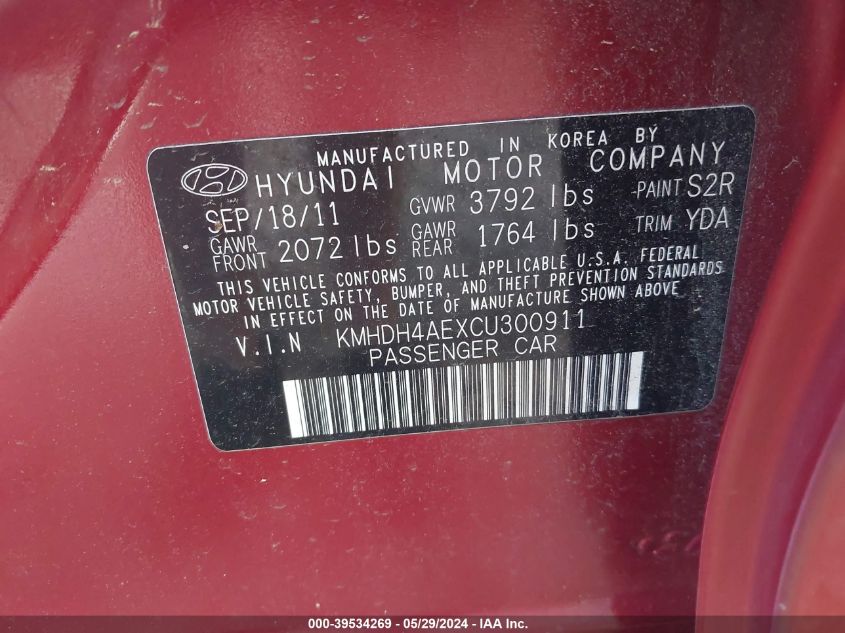 MANUFACTURED IN KOREA BY
HYUNDAI MOTOR COMPANY
SEP/18/11 GVWR 3792 lbs PAINT S2R
GAWR FRONT 2072 lbs GAWR REAR 1764 lbs TRIM YDA
THIS VEHICLE CONFORMS TO ALL APPLICABLE U.S.A. FEDERAL
MOTOR VEHICLE SAFETY, BUMPER, AND THEFT PREVENTION STANDARDS
IN EFFECT ON THE DATE OF MANUFACTURE SHOWN ABOVE
V.I.N KMHDH4AEXCU300911
PASSENGER CAR
000-39534269 - 05/29/2024 - IAA Inc.